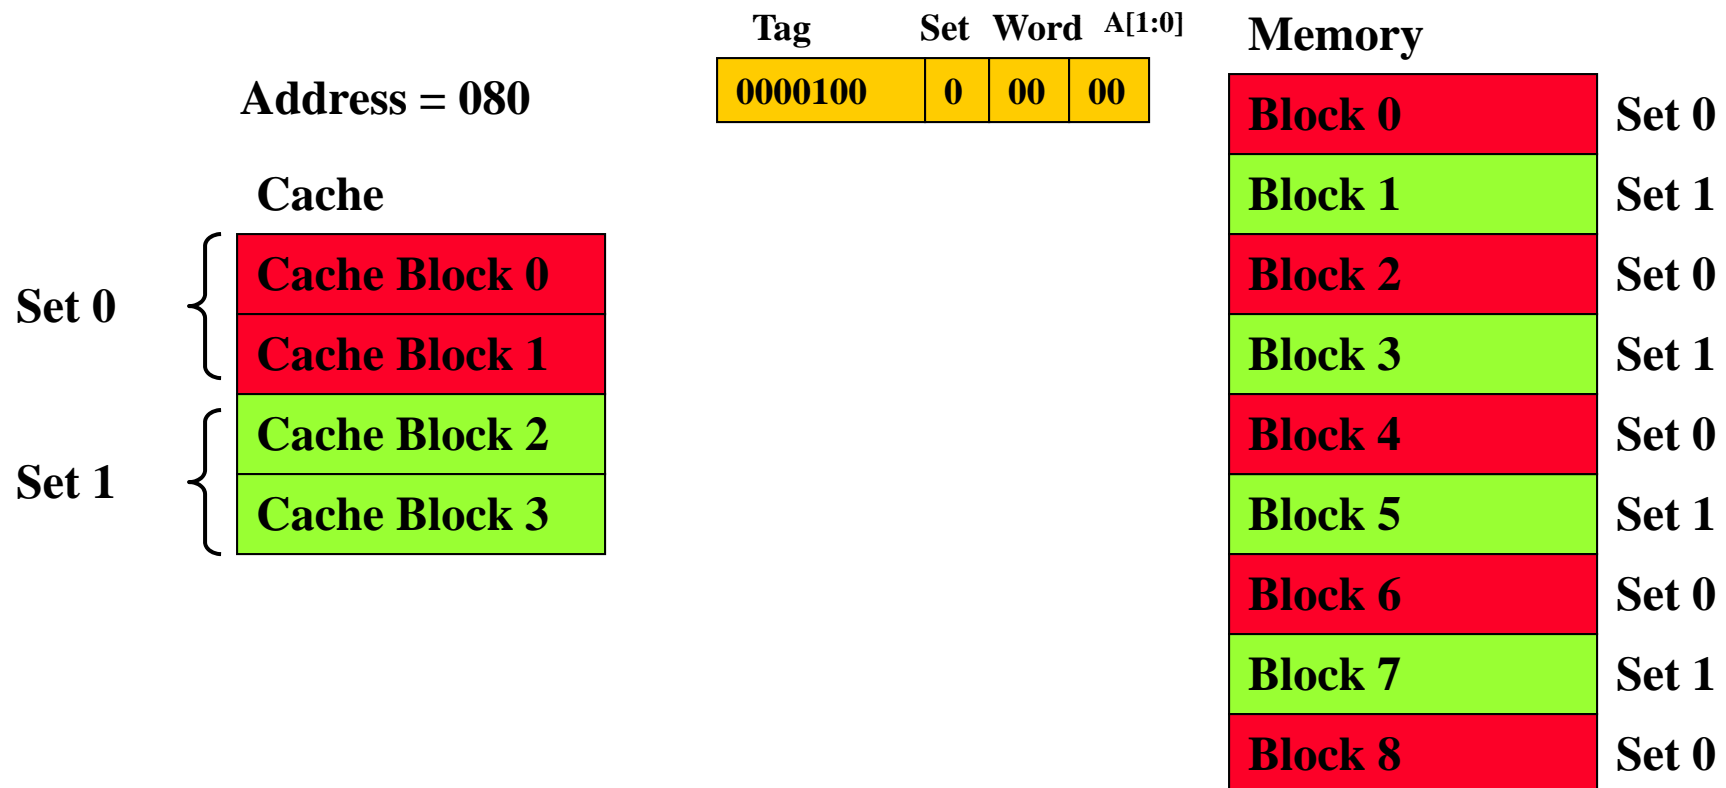 Tag Set Word A[1:0]
Address = 080
0000100 0 00 00
Cache
Set 0
Cache Block 0
Cache Block 1
Set 1
Cache Block 2
Cache Block 3
Memory
Block 0 Set 0
Block 1 Set 1
Block 2 Set 0
Block 3 Set 1
Block 4 Set 0
Block 5 Set 1
Block 6 Set 0
Block 7 Set 1
Block 8 Set 0